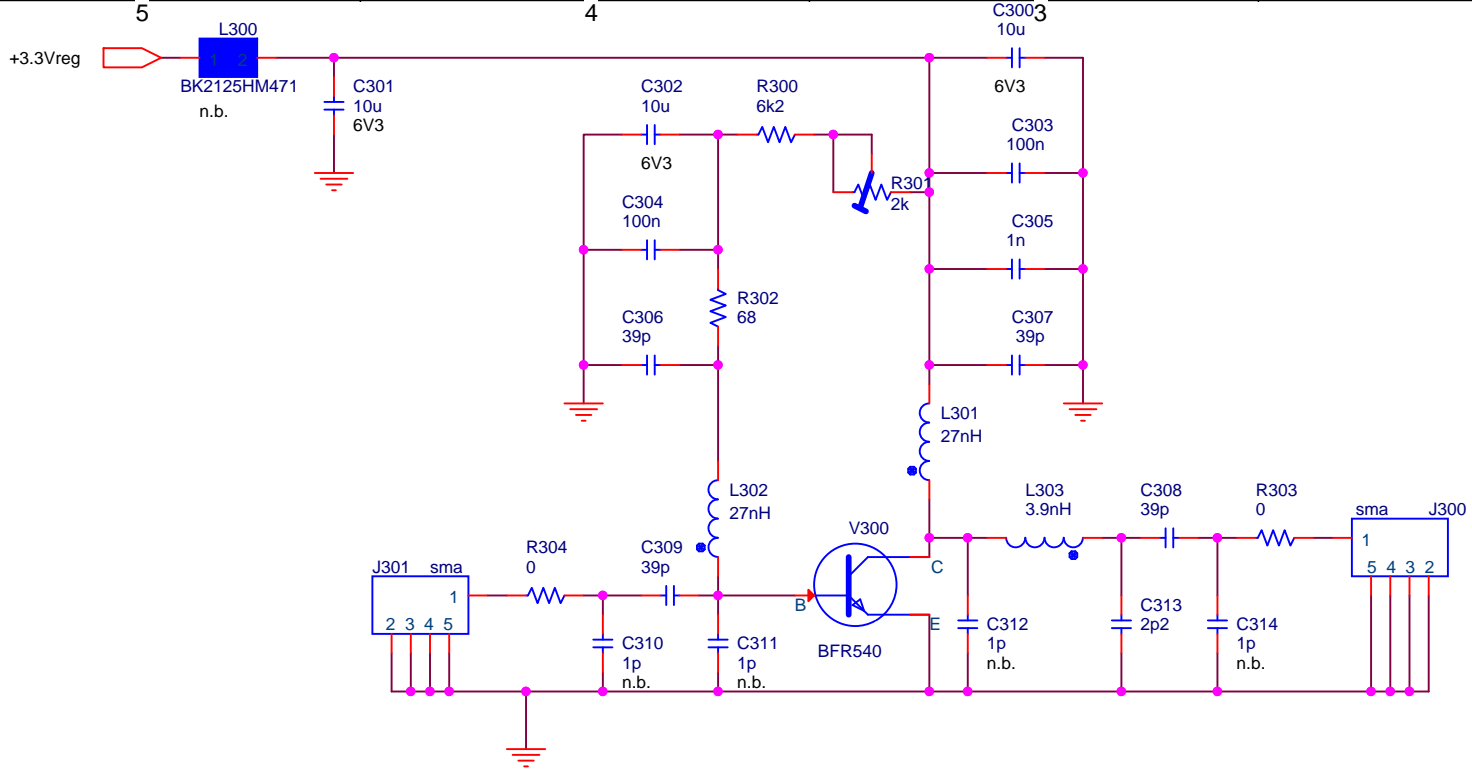 5 4 3
+3.3Vreg
L300
1 2
BK2125HM471
n.b.
C301
10u
6V3
C302
10u
6V3
R300
6k2
R301
2k
C300
10u
6V3
C303
100n
C304
100n
C305
1n
R302
68
C306
39p
C307
39p
L301
27nH
L302
27nH
L303
3.9nH
C308
39p
R303
0
sma J300
1
5 4 3 2
V300
C
B
E
BFR540
R304
0
C309
39p
J301 sma
1
2 3 4 5
C310
1p
n.b.
C311
1p
n.b.
C312
1p
n.b.
C313
2p2
C314
1p
n.b.